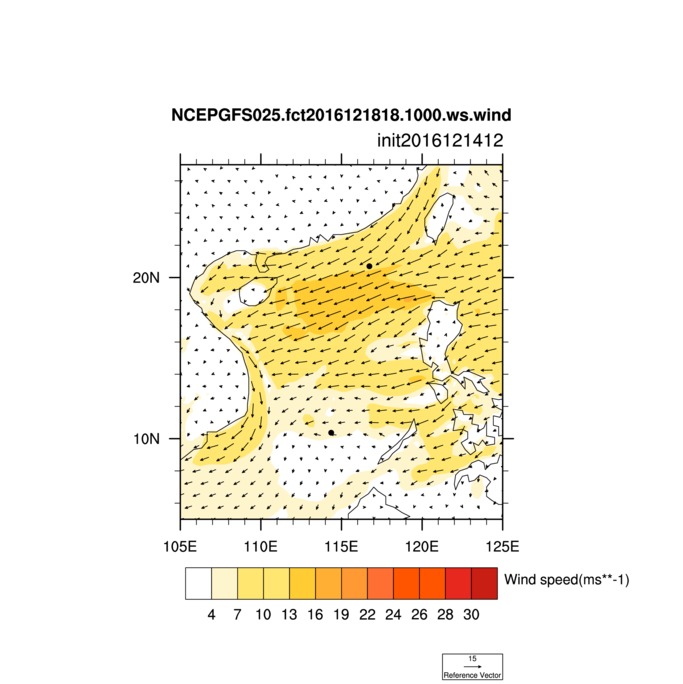 NCEPGFS025.fct2016121818.1000.ws.wind
init2016121412
20N
10N
105E 110E 115E 120E 125E
Wind speed(ms**-1)
4 7 10 13 16 19 22 24 26 28 30
15
Reference Vector